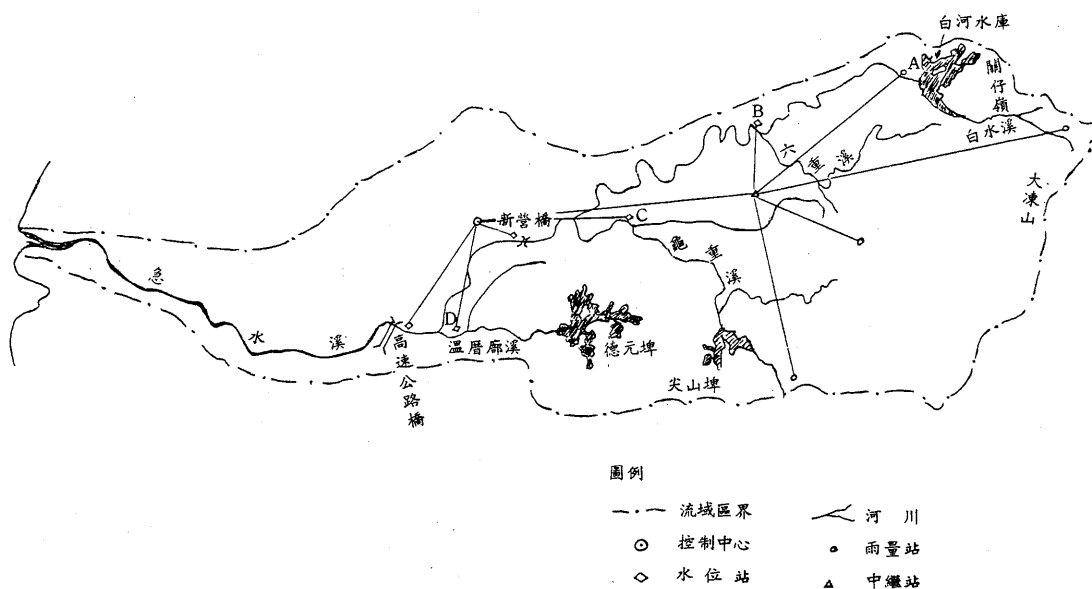 白河水庫
A
關仔嶺
B
白水溪
六重溪
大凍山
新營橋
C
龜重溪
急水溪
D
高速公路橋
溫厝廍溪
德元埤
尖山埤
圖例
流域區界
河川
控制中心
雨量站
水位站
中繼站